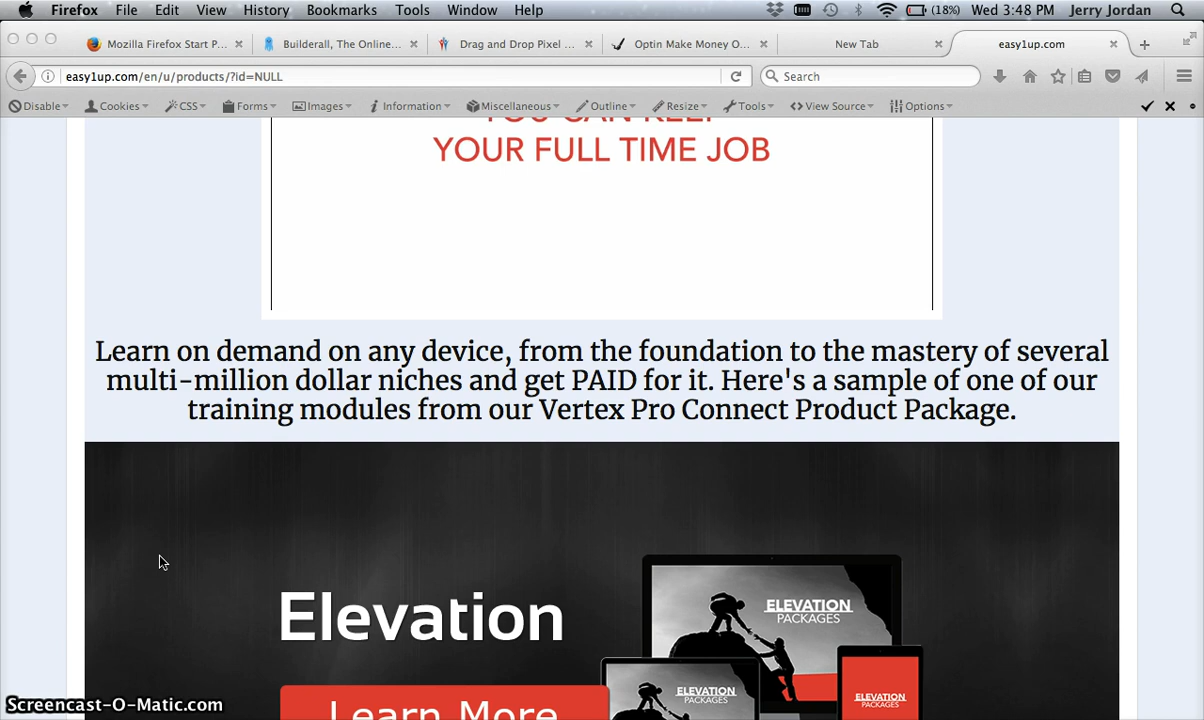 Firefox File Edit View History Bookmarks Tools Window Help (18%) Wed 3:48 PM Jerry Jordan
Mozilla Firefox Start P... Builderall, The Online... Drag and Drop Pixel ... Optin Make Money O... New Tab easy1up.com
easy1up.com/en/u/products/?id=NULL Search
Disable Cookies CSS Forms Images Information Miscellaneous Outline Resize Tools View Source Options
YOU CAN KEEP
YOUR FULL TIME JOB
Learn on demand on any device, from the foundation to the mastery of several
multi-million dollar niches and get PAID for it. Here's a sample of one of our
training modules from our Vertex Pro Connect Product Package.
Elevation
ELEVATION
PACKAGES
ELEVATION
PACKAGES
ELEVATION
PACKAGES
Learn More
Screencast-O-Matic.com